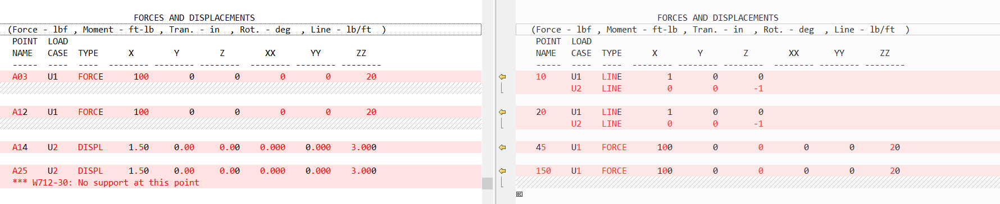 FORCES AND DISPLACEMENTS
(Force - lbf , Moment - ft-lb , Tran. - in  , Rot. - deg  , Line - lb/ft  )
POINT  LOAD
NAME   CASE  TYPE      X        Y        Z        XX       YY       ZZ
-----  ----  ----  -------- -------- --------  -------- -------- --------
A03    U1    FORCE      100        0        0        0        0       20
A12    U1    FORCE      100        0        0        0        0       20
A14    U2    DISPL     1.50     0.00     0.00    0.000    0.000    3.000
A25    U2    DISPL     1.50     0.00     0.00    0.000    0.000    3.000
*** W712-30: No support at this point
FORCES AND DISPLACEMENTS
(Force - lbf , Moment - ft-lb , Tran. - in  , Rot. - deg  , Line - lb/ft  )
POINT  LOAD
NAME   CASE  TYPE      X        Y        Z        XX       YY       ZZ
-----  ----  ----  -------- -------- --------  -------- -------- --------
10     U1    LINE         1        0        0
U2    LINE         0        0       -1
20     U1    LINE         1        0        0
U2    LINE         0        0       -1
45     U1    FORCE      100        0        0        0        0       20
150    U1    FORCE      100        0        0        0        0       20